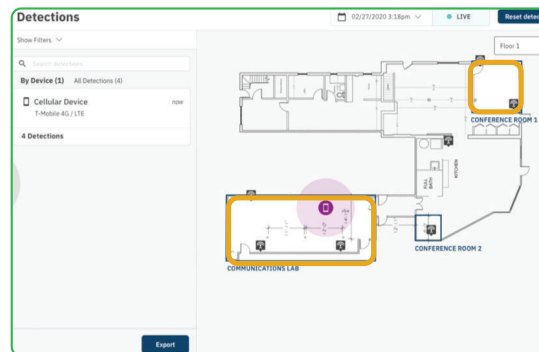 Detections
02/27/2020 3:18pm
LIVE
Reset detec
Show Filters
Floor 1
Search detections
By Device (1) All Detections (4)
Cellular Device now
T-Mobile 4G / LTE
4 Detections
CONFERENCE ROOM 1
KITCHEN
FULL BATH
CONFERENCE ROOM 2
COMMUNICATIONS LAB
Export